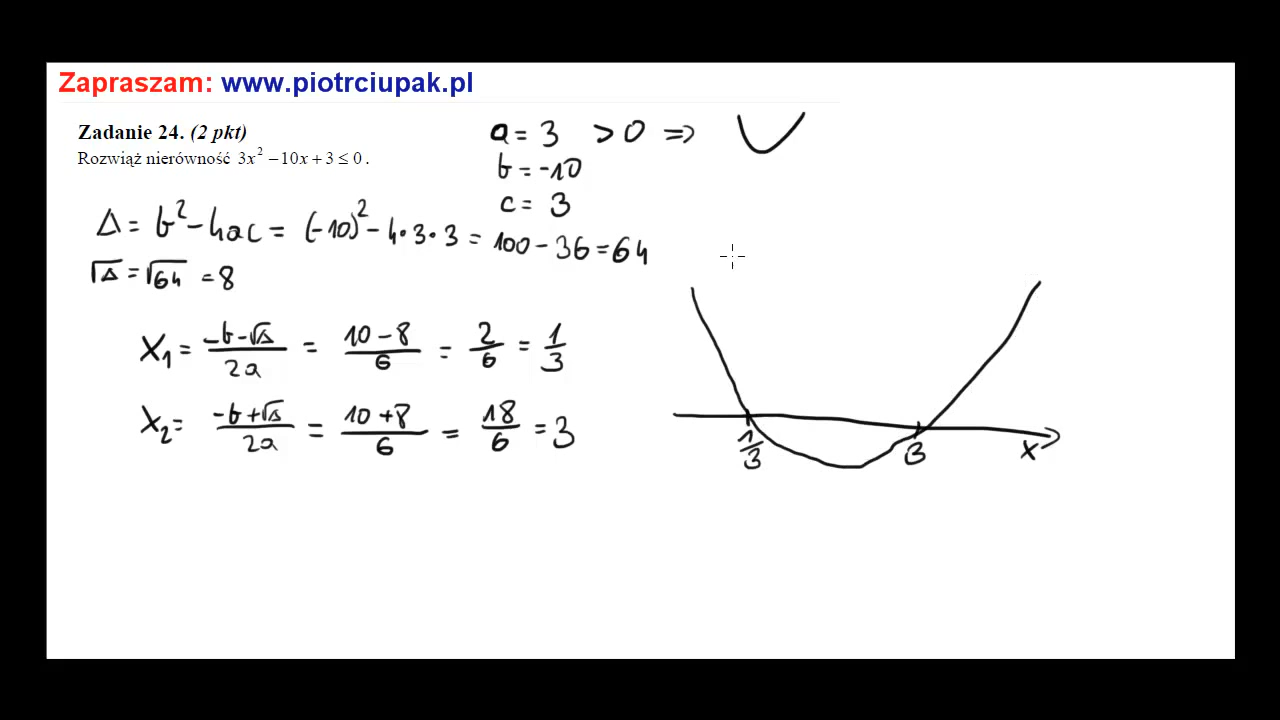 Zapraszam: www.piotrciupak.pl
Zadanie 24. (2 pkt)
Rozwiąż nierówność 3x² − 10x + 3 ≤ 0 .
a = 3 > 0 ⇒
b = -10
c = 3
Δ = b² - 4ac = (-10)² - 4·3·3 = 100 - 36 = 64
√Δ = √64 = 8
x₁ = (-b-√Δ)/(2a) = (10-8)/6 = 2/6 = 1/3
x₂ = (-b+√Δ)/(2a) = (10+8)/6 = 18/6 = 3
1/3 3 x